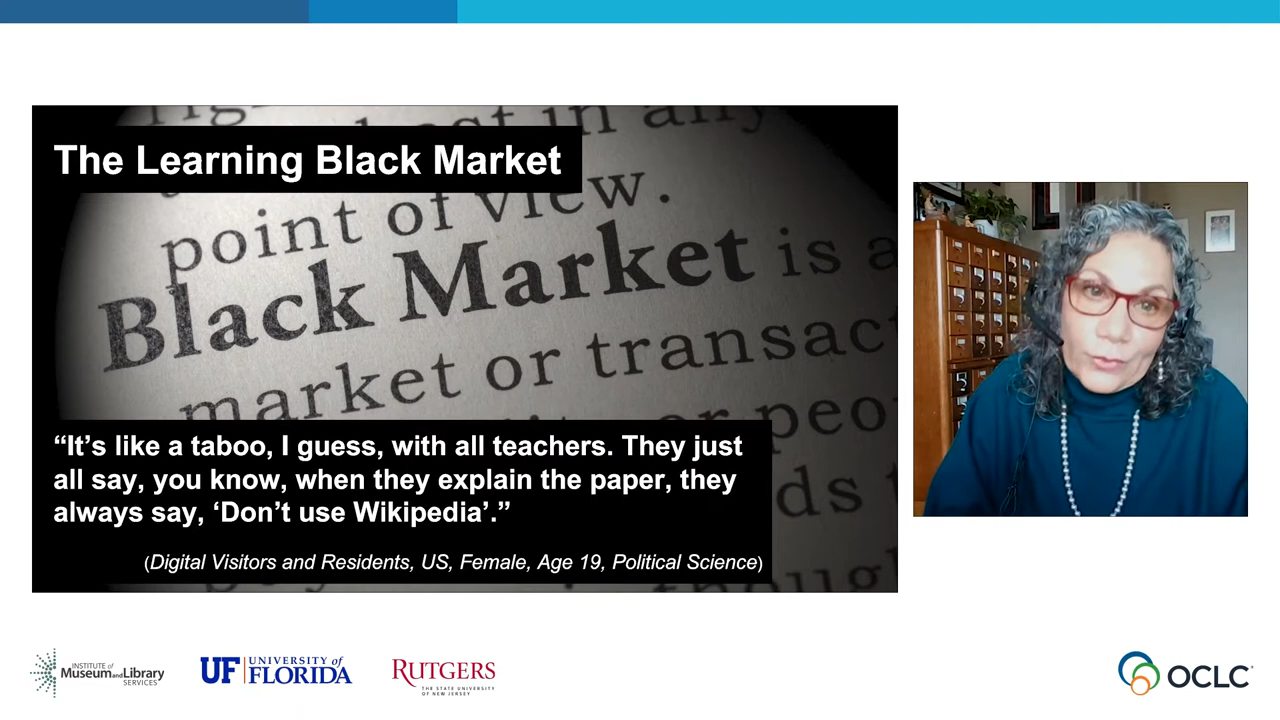 The Learning Black Market
point of view.
Black Market is a
market or transac
“It’s like a taboo, I guess, with all teachers. They just
all say, you know, when they explain the paper, they
always say, ‘Don’t use Wikipedia’.”
(Digital Visitors and Residents, US, Female, Age 19, Political Science)
INSTITUTE of
Museum and Library
SERVICES
UF UNIVERSITY of
FLORIDA
RUTGERS
THE STATE UNIVERSITY
OF NEW JERSEY
OCLC